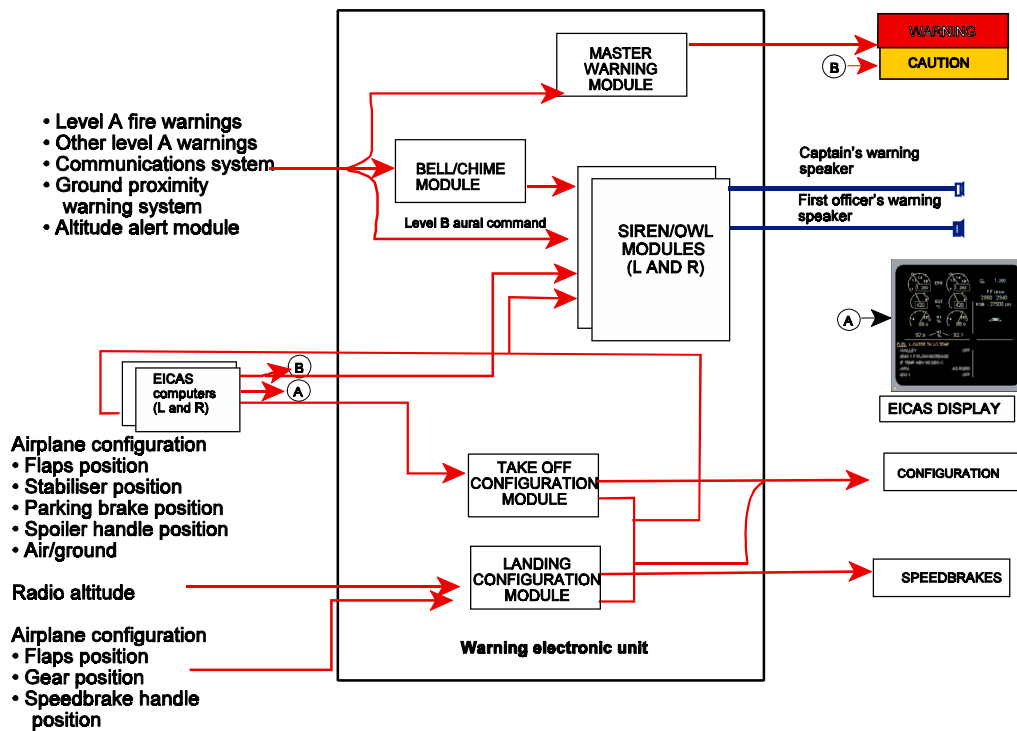 WARNING
CAUTION
B
MASTER
WARNING
MODULE
• Level A fire warnings
• Other level A warnings
• Communications system
• Ground proximity
warning system
• Altitude alert module
BELL/CHIME
MODULE
Level B aural command
SIREN/OWL
MODULES
(L AND R)
Captain's warning
speaker
First officer's warning
speaker
A
EICAS DISPLAY
EICAS
computers
(L and R)
B
A
Airplane configuration
• Flaps position
• Stabiliser position
• Parking brake position
• Spoiler handle position
• Air/ground
TAKE OFF
CONFIGURATION
MODULE
CONFIGURATION
Radio altitude
LANDING
CONFIGURATION
MODULE
SPEEDBRAKES
Airplane configuration
• Flaps position
• Gear position
• Speedbrake handle
position
Warning electronic unit